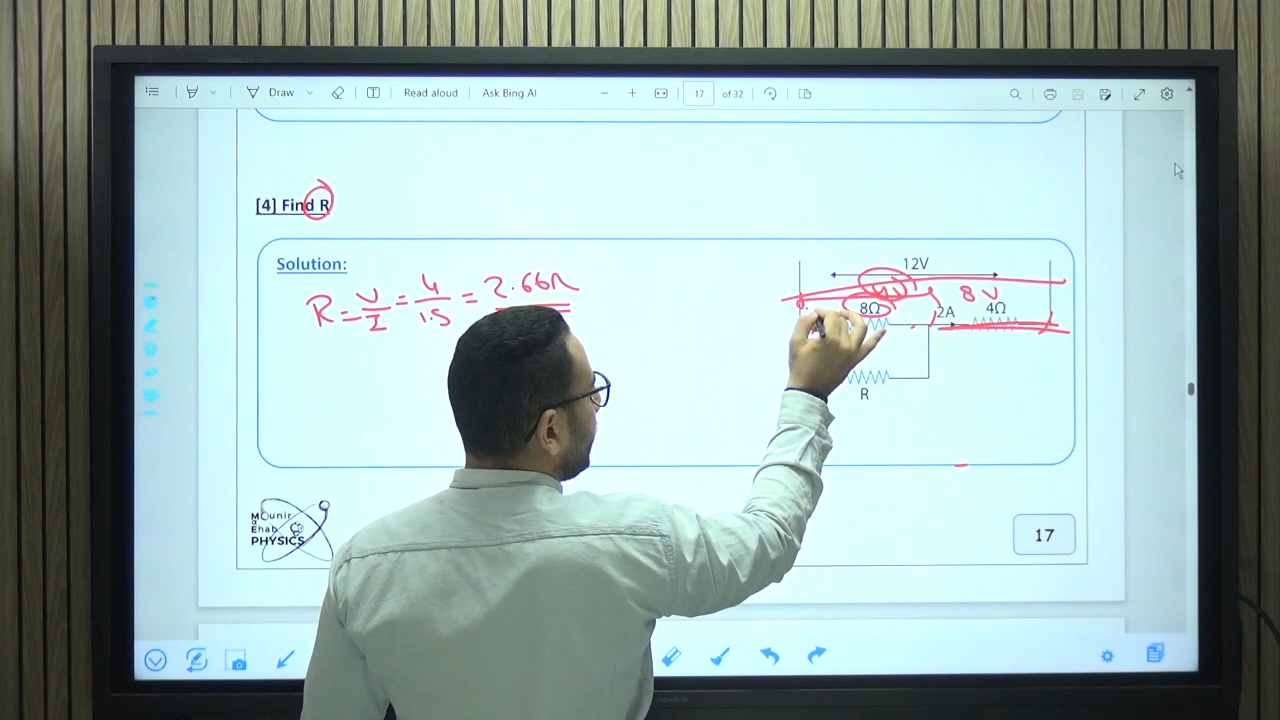 Draw
Read aloud
Ask Bing AI
17
of 32
[4] Find R
Solution:
R = V/I = 4/1.5 = 2.66Ω
12V
4V
8 V
8Ω
2A
4Ω
R
Mounir
Ehab
PHYSICS
17